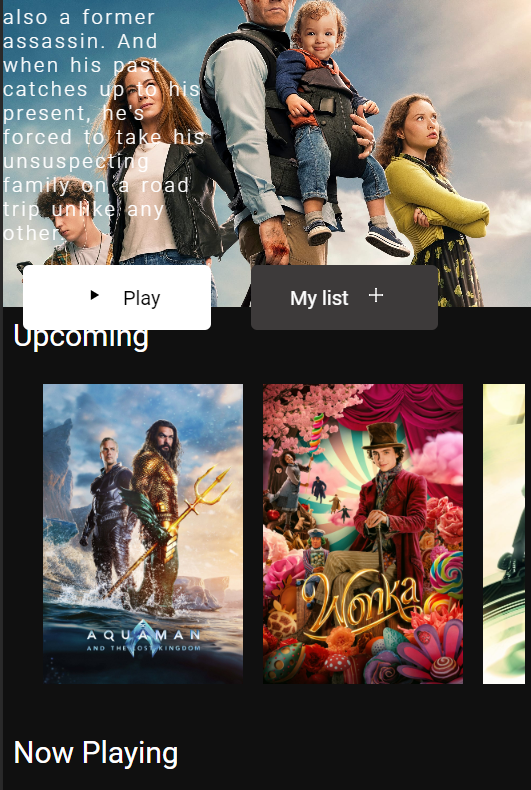 also a former
assassin. And
when his past
catches up to his
present, he's
forced to take his
unsuspecting
family on a road
trip unlike any
other.
Play
My list +
Upcoming
AQUAMAN
AND THE LOST KINGDOM
Wonka
Now Playing